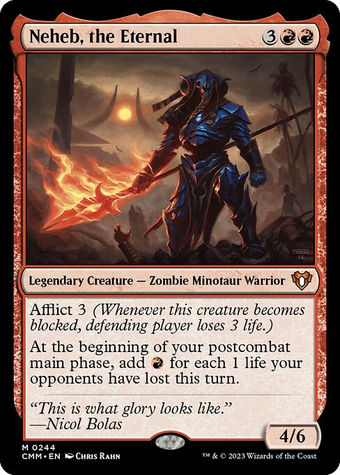 Neheb, the Eternal 3
Legendary Creature — Zombie Minotaur Warrior
Afflict 3 (Whenever this creature becomes
blocked, defending player loses 3 life.)
At the beginning of your postcombat
main phase, add for each 1 life your
opponents have lost this turn.
“This is what glory looks like.”
—Nicol Bolas
4/6
M 0244
CMM • EN Chris Rahn
™ & © 2023 Wizards of the Coast